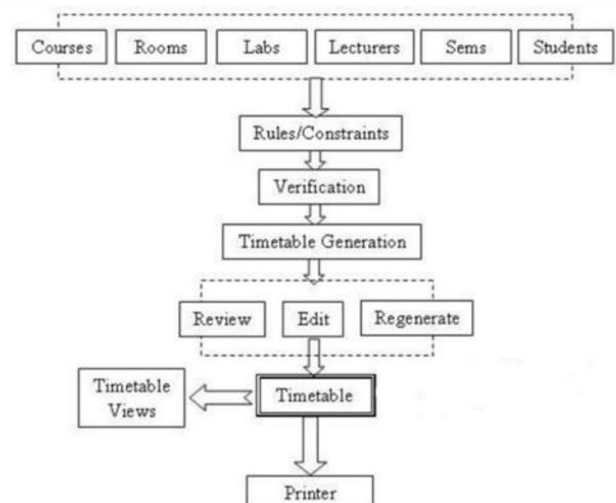 Courses
Rooms
Labs
Lecturers
Sems
Students
Rules/Constraints
Verification
Timetable Generation
Review
Edit
Regenerate
Timetable
Views
Timetable
Printer